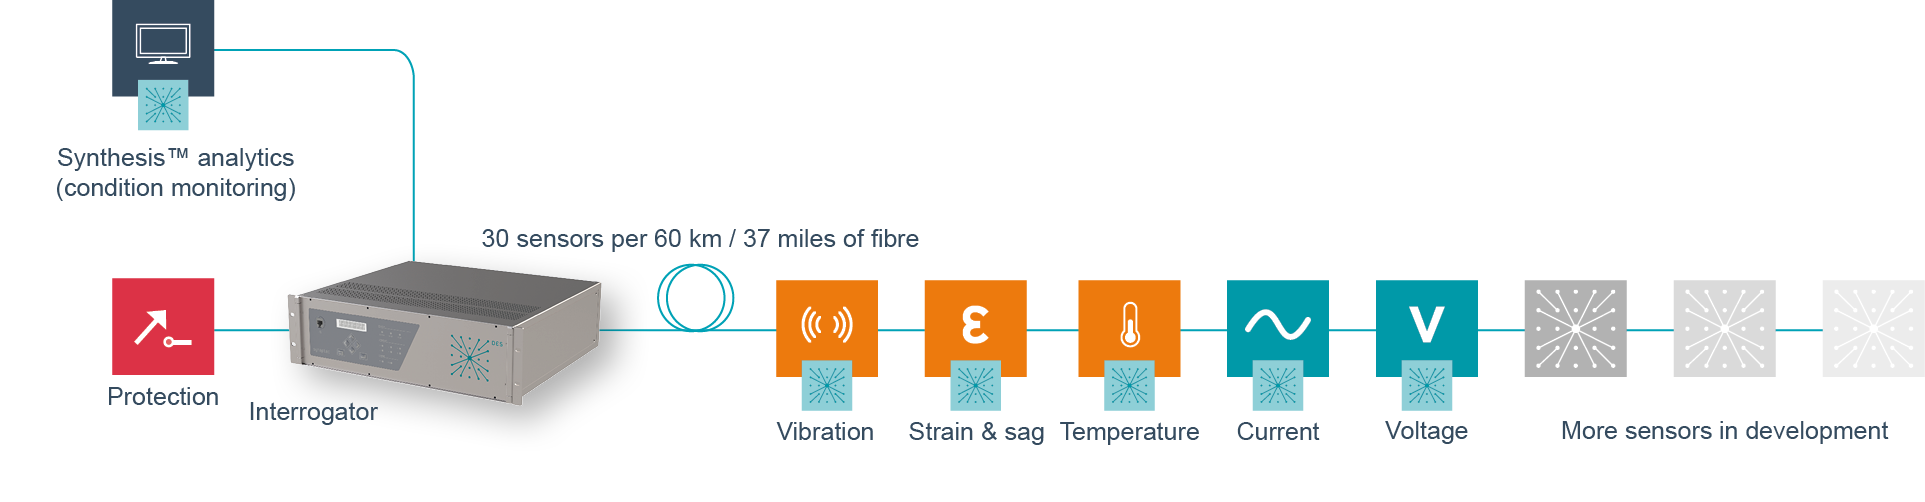 Synthesis™ analytics
(condition monitoring)
30 sensors per 60 km / 37 miles of fibre
Protection
Interrogator
DES
ε
V
Vibration
Strain & sag
Temperature
Current
Voltage
More sensors in development